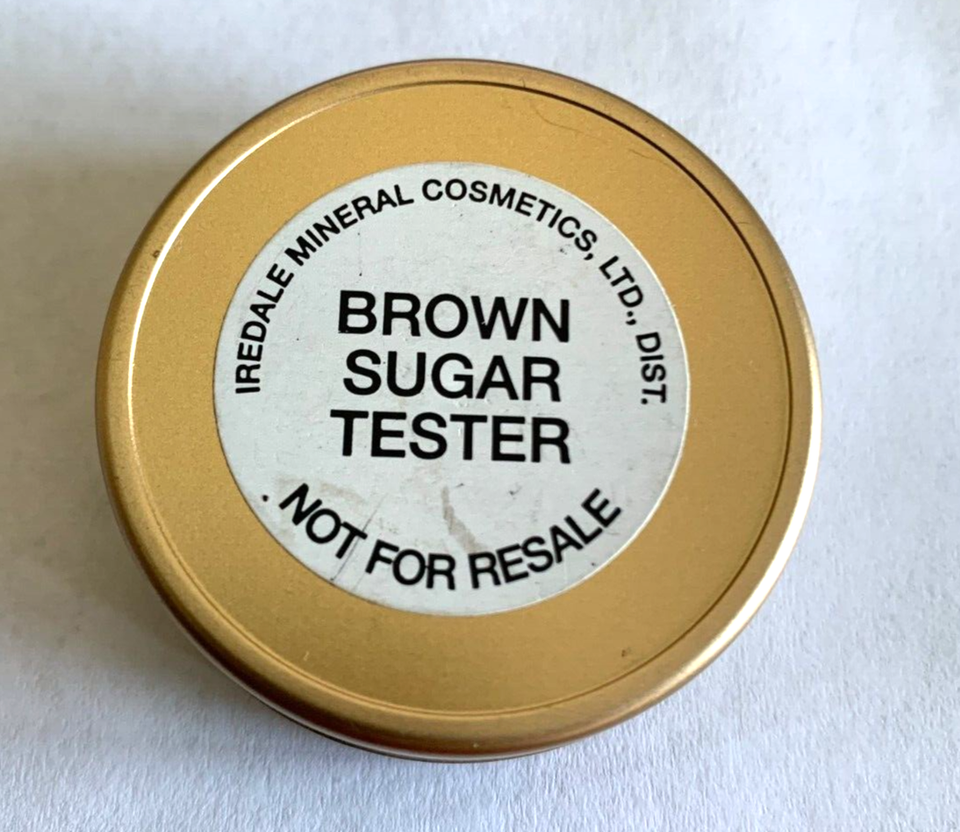 IREDALE MINERAL COSMETICS, LTD., DIST.
BROWN
SUGAR
TESTER
NOT FOR RESALE